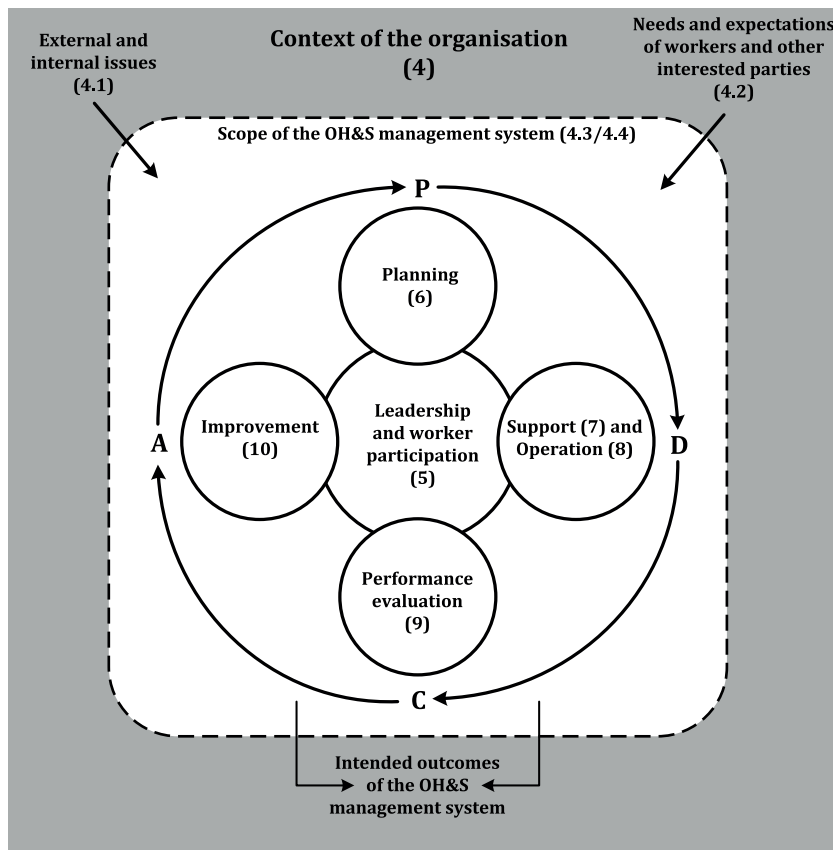 Context of the organisation
(4)
External and
internal issues
(4.1)
Needs and expectations
of workers and other
interested parties
(4.2)
Scope of the OH&S management system (4.3/4.4)
P
Planning
(6)
A
Improvement
(10)
Leadership
and worker
participation
(5)
Support (7) and
Operation (8)
D
Performance
evaluation
(9)
C
Intended outcomes
of the OH&S
management system